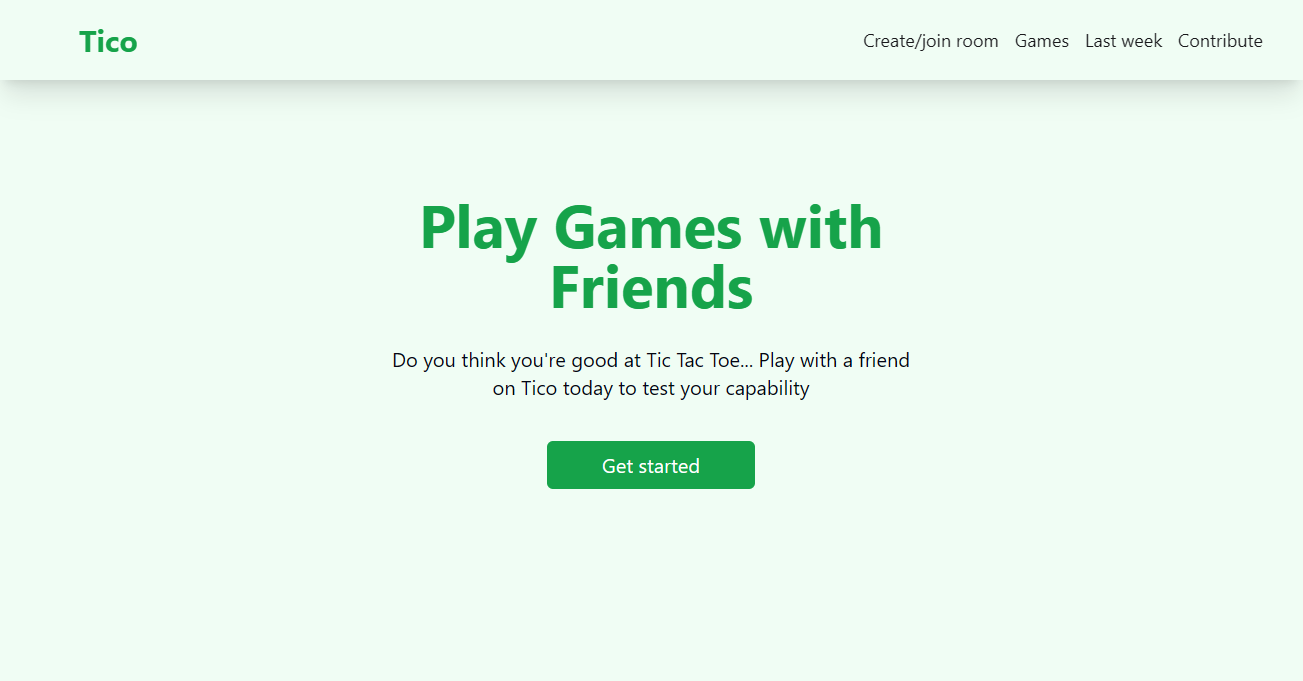 Tico
Create/join room Games Last week Contribute
Play Games with
Friends
Do you think you're good at Tic Tac Toe... Play with a friend
on Tico today to test your capability
Get started